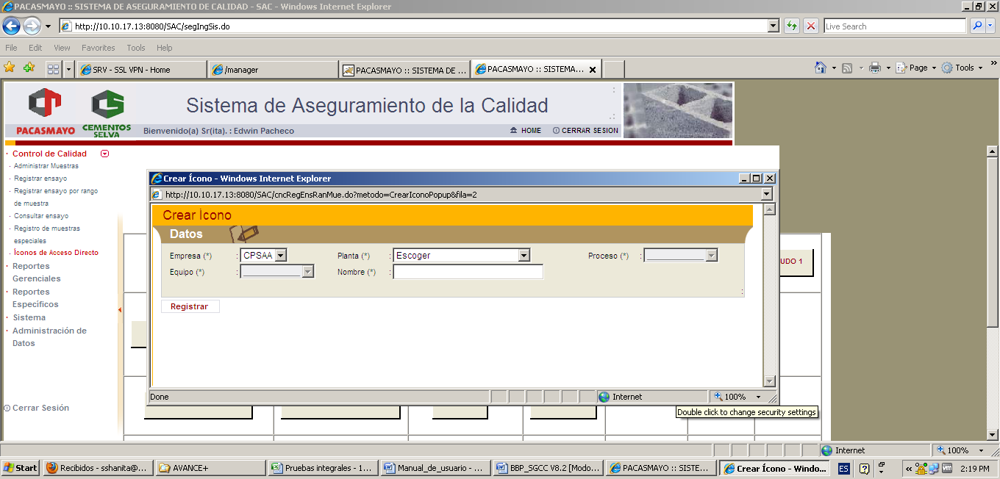 PACASMAYO :: SISTEMA DE ASEGURAMIENTO DE CALIDAD - SAC - Windows Internet Explorer
http://10.10.17.13:8080/SAC/segIngSis.do
Live Search
File Edit View Favorites Tools Help
SRV - SSL VPN - Home
/manager
PACASMAYO :: SISTEMA DE ...
PACASMAYO :: SISTEMA...
Page
Tools
PACASMAYO
CEMENTOS
SELVA
Sistema de Aseguramiento de la Calidad
Bienvenido(a) Sr(ita). : Edwin Pacheco
HOME
CERRAR SESION
Control de Calidad
Administrar Muestras
Registrar ensayo
Registrar ensayo por rango
de muestra
Consultar ensayo
Registro de muestras
especiales
Íconos de Acceso Directo
Reportes
Gerenciales
Reportes
Específicos
Sistema
Administración de
Datos
Cerrar Sesión
UDO 1
Crear Ícono - Windows Internet Explorer
http://10.10.17.13:8080/SAC/cncRegEnsRanMue.do?metodo=CrearIconoPopup&fila=2
Crear Ícono
Datos
Empresa (*) : CPSAA Planta (*) : Escoger Proceso (*) :
Equipo (*) : Nombre (*) :
Registrar
Done
Internet
100%
Double click to change security settings
Internet
100%
Start
Recibidos - sshanita@...
AVANCE+
Pruebas integrales - 1...
Manual_de_usuario - ...
BBP_SGCC V8.2 [Modo...
PACASMAYO :: SISTE...
Crear Ícono - Windo...
ES
2:19 PM